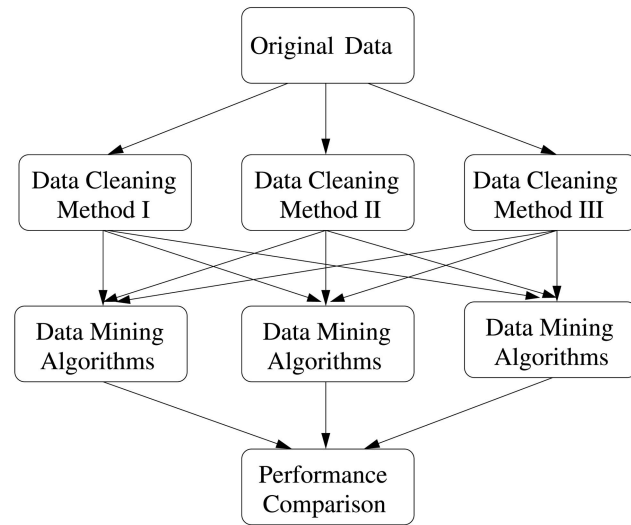 Original Data
Data Cleaning
Method I
Data Cleaning
Method II
Data Cleaning
Method III
Data Mining
Algorithms
Data Mining
Algorithms
Data Mining
Algorithms
Performance
Comparison